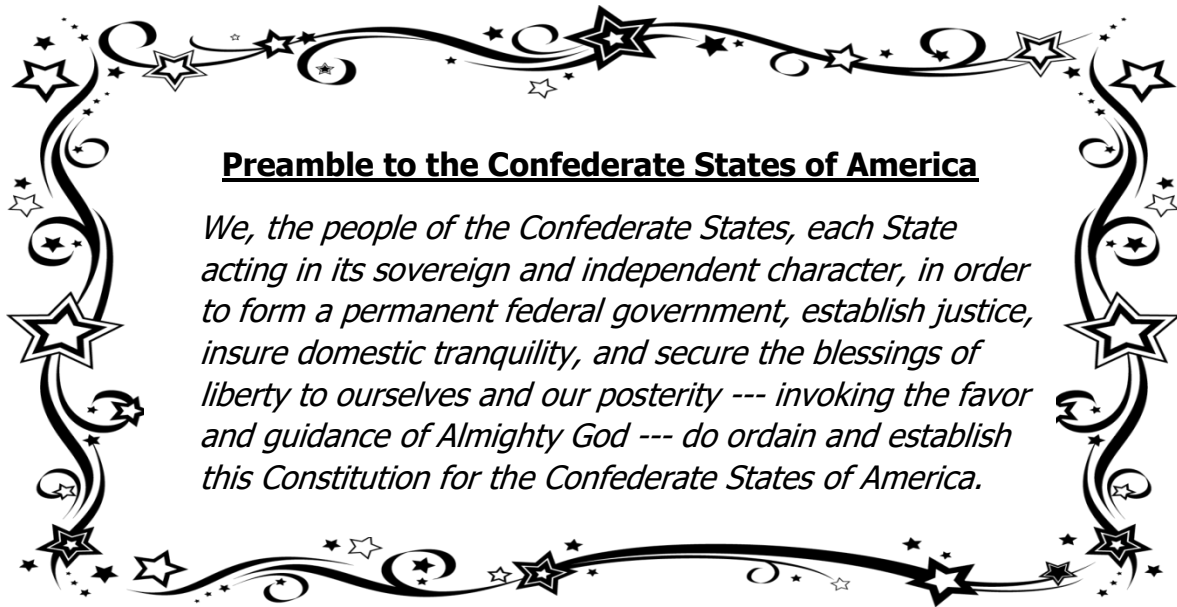 Preamble to the Confederate States of America
We, the people of the Confederate States, each State
acting in its sovereign and independent character, in order
to form a permanent federal government, establish justice,
insure domestic tranquility, and secure the blessings of
liberty to ourselves and our posterity --- invoking the favor
and guidance of Almighty God --- do ordain and establish
this Constitution for the Confederate States of America.